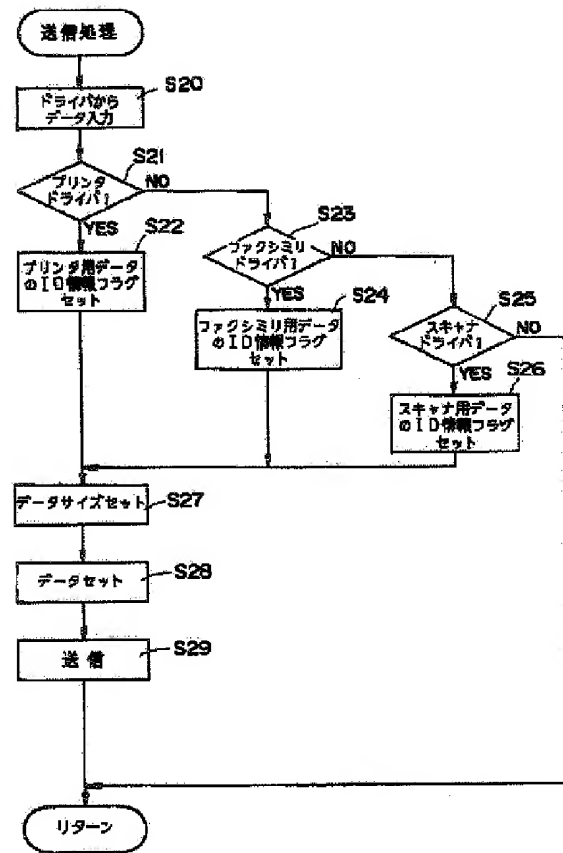 送信処理
S20
ドライバから
データ入力
S21
プリンタ
ドライバ?
NO
YES
S22
プリンタ用データ
のID情報フラグ
セット
S23
ファクシミリ
ドライバ?
NO
YES
S24
ファクシミリ用データ
のID情報フラグ
セット
S25
スキャナ
ドライバ?
NO
YES
S26
スキャナ用データ
のID情報フラグ
セット
データサイズセット
S27
データセット
S28
送信
S29
リターン